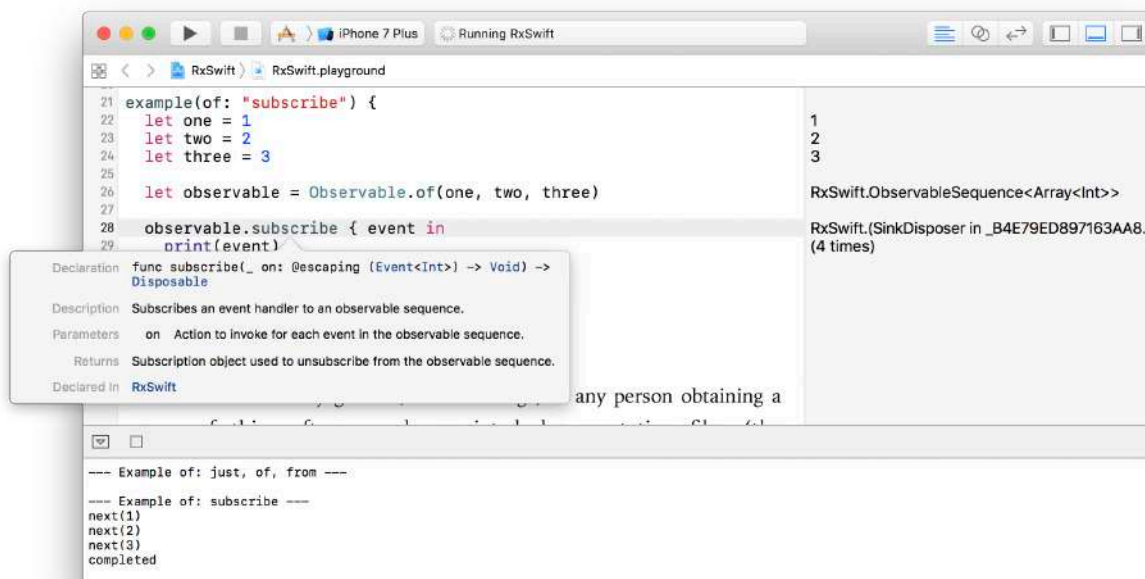 iPhone 7 Plus
Running RxSwift
RxSwift
RxSwift.playground
21 example(of: "subscribe") {
22 let one = 1
23 let two = 2
24 let three = 3
25
26 let observable = Observable.of(one, two, three)
27
28 observable.subscribe { event in
29 print(event)
1
2
3
RxSwift.ObservableSequence<Array<Int>>
RxSwift.(SinkDisposer in _B4E79ED897163AA8.
(4 times)
Declaration func subscribe(_ on: @escaping (Event<Int>) -> Void) ->
Disposable
Description Subscribes an event handler to an observable sequence.
Parameters on Action to invoke for each event in the observable sequence.
Returns Subscription object used to unsubscribe from the observable sequence.
Declared In RxSwift
any person obtaining a
--- Example of: just, of, from ---
--- Example of: subscribe ---
next(1)
next(2)
next(3)
completed